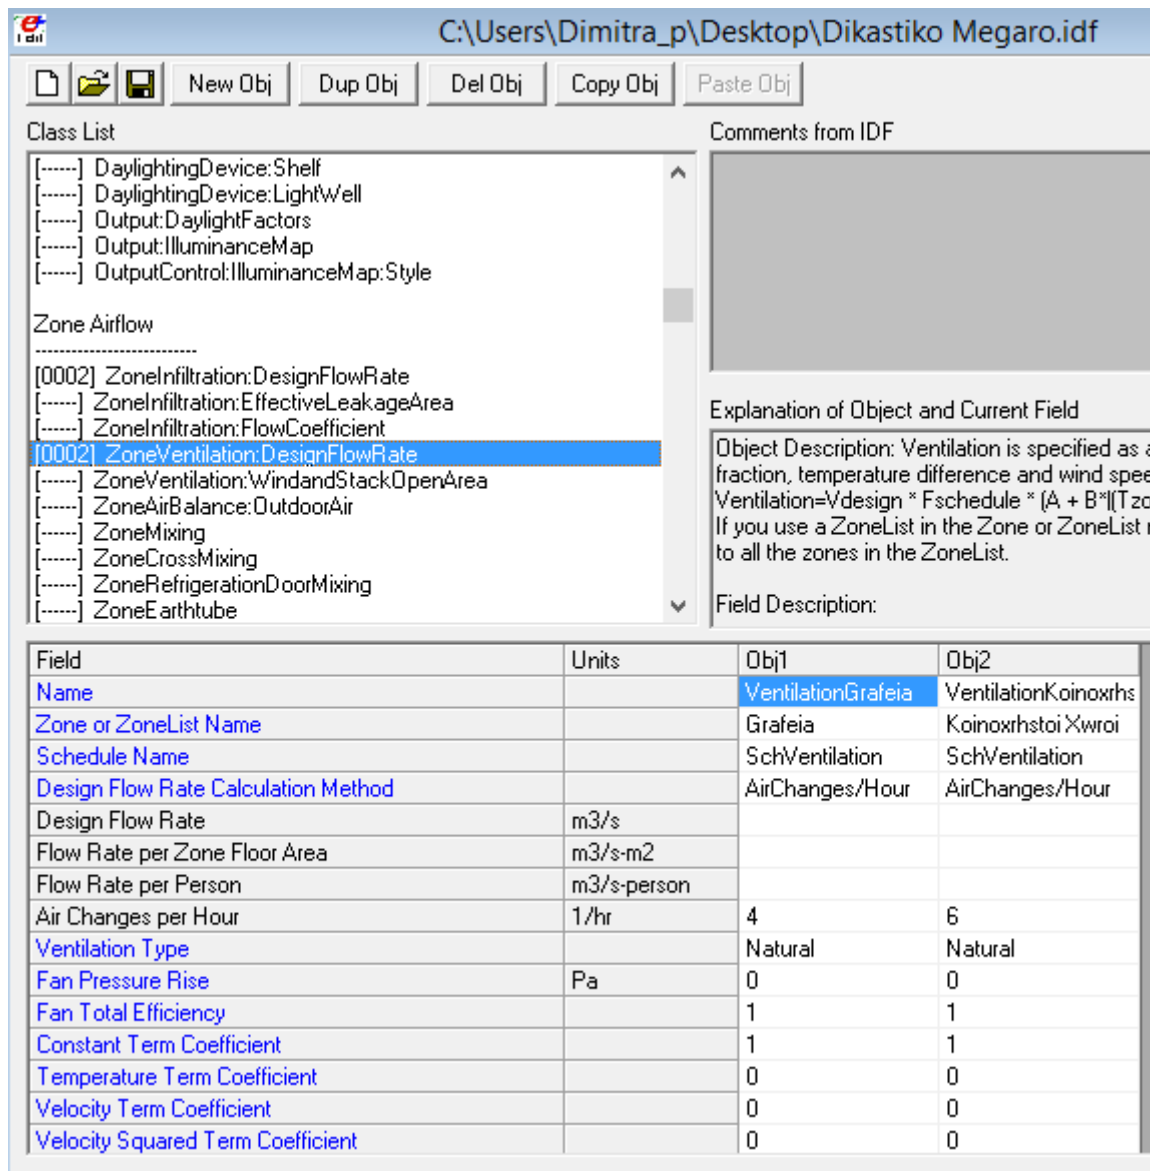 C:\Users\Dimitra_p\Desktop\Dikastiko Megaro.idf
New Obj Dup Obj Del Obj Copy Obj Paste Obj
Class List
[------] DaylightingDevice:Shelf
[------] DaylightingDevice:LightWell
[------] Output:DaylightFactors
[------] Output:IlluminanceMap
[------] OutputControl:IlluminanceMap:Style
Zone Airflow
---------------------------
[0002] ZoneInfiltration:DesignFlowRate
[------] ZoneInfiltration:EffectiveLeakageArea
[------] ZoneInfiltration:FlowCoefficient
[0002] ZoneVentilation:DesignFlowRate
[------] ZoneVentilation:WindandStackOpenArea
[------] ZoneAirBalance:OutdoorAir
[------] ZoneMixing
[------] ZoneCrossMixing
[------] ZoneRefrigerationDoorMixing
[------] ZoneEarthtube
Comments from IDF
Explanation of Object and Current Field
Object Description: Ventilation is specified as a
fraction, temperature difference and wind spee
Ventilation=Vdesign * Fschedule * (A + B*|(Tzo
If you use a ZoneList in the Zone or ZoneList
to all the zones in the ZoneList.
Field Description:
Field Units Obj1 Obj2
Name VentilationGrafeia VentilationKoinoxrhs
Zone or ZoneList Name Grafeia Koinoxrhstoi Xwroi
Schedule Name SchVentilation SchVentilation
Design Flow Rate Calculation Method AirChanges/Hour AirChanges/Hour
Design Flow Rate m3/s
Flow Rate per Zone Floor Area m3/s-m2
Flow Rate per Person m3/s-person
Air Changes per Hour 1/hr 4 6
Ventilation Type Natural Natural
Fan Pressure Rise Pa 0 0
Fan Total Efficiency 1 1
Constant Term Coefficient 1 1
Temperature Term Coefficient 0 0
Velocity Term Coefficient 0 0
Velocity Squared Term Coefficient 0 0